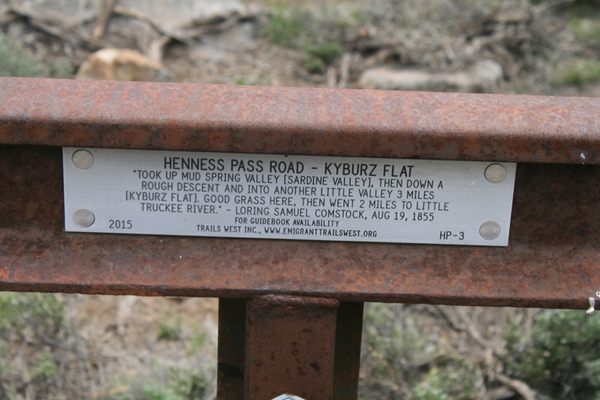 HENNESS PASS ROAD - KYBURZ FLAT
"TOOK UP MUD SPRING VALLEY [SARDINE VALLEY], THEN DOWN A
ROUGH DESCENT AND INTO ANOTHER LITTLE VALLEY 3 MILES
[KYBURZ FLAT]. GOOD GRASS HERE, THEN WENT 2 MILES TO LITTLE
TRUCKEE RIVER." - LORING SAMUEL COMSTOCK, AUG 19, 1855
FOR GUIDEBOOK AVAILABILITY
2015 TRAILS WEST INC., WWW.EMIGRANTTRAILSWEST.ORG HP-3